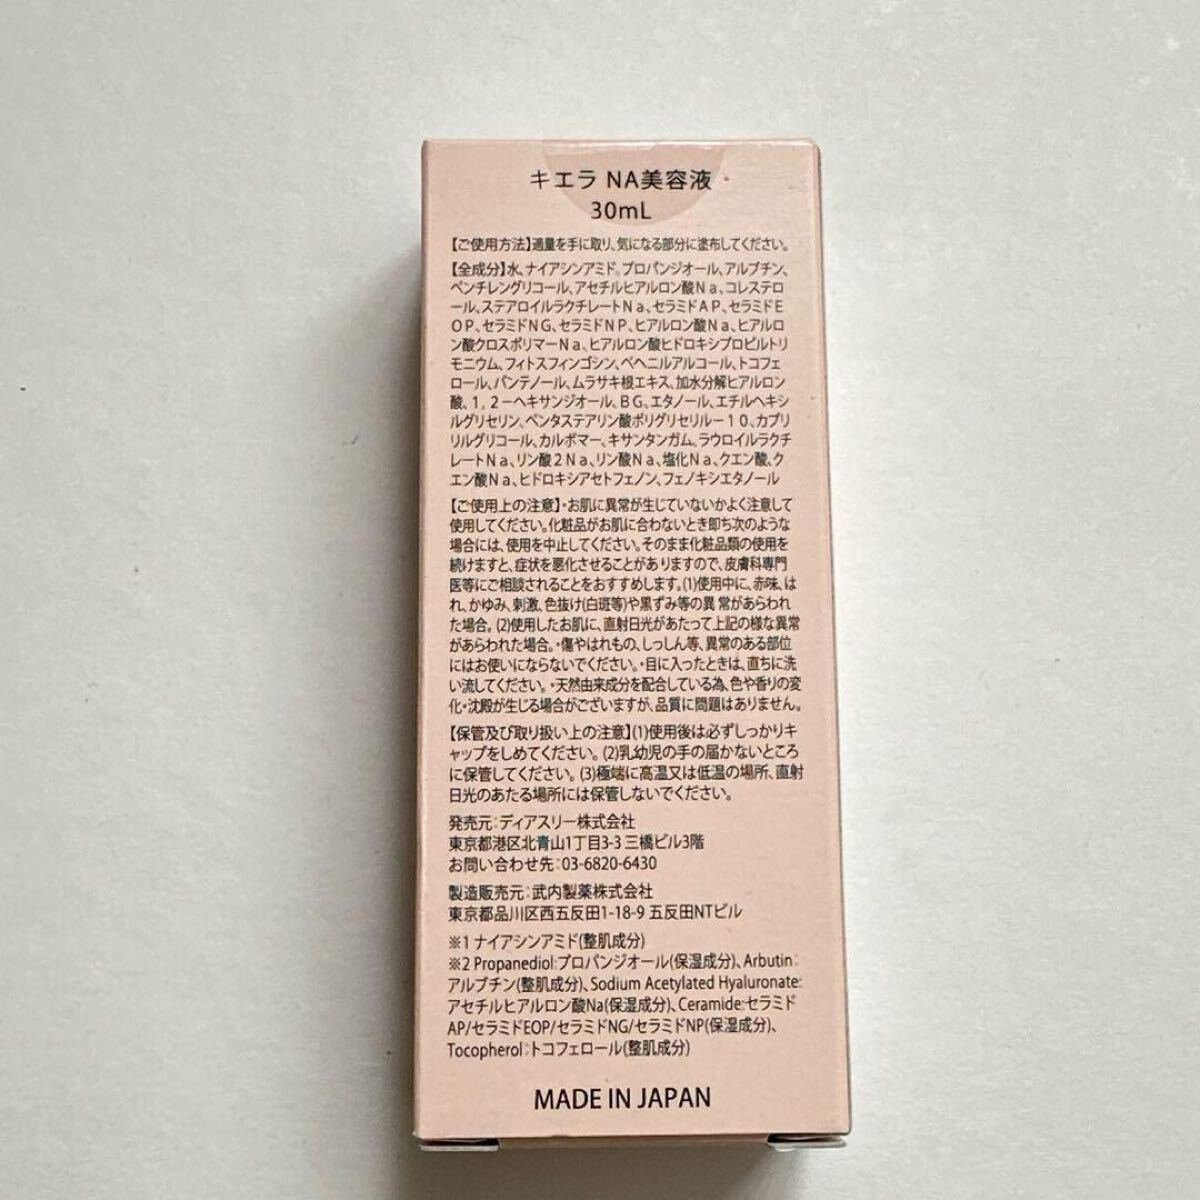 キエラ NA美容液
30mL
【ご使用方法】適量を手に取り、気になる部分に塗布してください。
【全成分】水、ナイアシンアミド、プロパンジオール、アルブチン、
ペンチレングリコール、アセチルヒアルロン酸Na、コレステロ
ール、ステアロイルラクチレートNa、セラミドAP、セラミドE
OP、セラミドNG、セラミドNP、ヒアルロン酸Na、ヒアルロ
ン酸クロスポリマーNa、ヒアルロン酸ヒドロキシプロピルトリ
モニウム、フィトスフィンゴシン、ベヘニルアルコール、トコフェ
ロール、パンテノール、ムラサキ根エキス、加水分解ヒアルロン
酸、1,2-ヘキサンジオール、BG、エタノール、エチルヘキシ
ルグリセリン、ペンタステアリン酸ポリグリセリル-10、カプリ
リルグリコール、カルボマー、キサンタンガム、ラウロイルラクチ
レートNa、リン酸2Na、リン酸Na、塩化Na、クエン酸、ク
エン酸Na、ヒドロキシアセトフェノン、フェノキシエタノール
【ご使用上の注意】・お肌に異常が生じていないかよく注意して
使用してください。化粧品がお肌に合わないとき即ち次のような
場合には、使用を中止してください。そのまま化粧品類の使用を
続けますと、症状を悪化させることがありますので、皮膚科専門
医等にご相談されることをおすすめします。(1)使用中に、赤味、は
れ、かゆみ、刺激、色抜け(白斑等)や黒ずみ等の異常があらわれ
た場合。(2)使用したお肌に、直射日光があたって上記の様な異常
があらわれた場合。・傷やはれもの、しっしん等、異常のある部位
にはお使いにならないでください。・目に入ったときは、直ちに洗
い流してください。・天然由来成分を配合している為、色や香りの変
化・沈殿が生じる場合がございますが、品質に問題はありません。
【保管及び取り扱い上の注意】(1)使用後は必ずしっかりキ
ャップをしめてください。(2)乳幼児の手の届かないところ
に保管してください。(3)極端に高温又は低温の場所、直射
日光のあたる場所には保管しないでください。
発売元:ディアスリー株式会社
東京都港区北青山1丁目3-3 三橋ビル3階
お問い合わせ先:03-6820-6430
製造販売元:武内製薬株式会社
東京都品川区西五反田1-18-9 五反田NTビル
※1 ナイアシンアミド(整肌成分)
※2 Propanediol:プロパンジオール(保湿成分)、Arbutin:
アルブチン(整肌成分)、Sodium Acetylated Hyaluronate:
アセチルヒアルロン酸Na(保湿成分)、Ceramide:セラミド
AP/セラミドEOP/セラミドNG/セラミドNP(保湿成分)、
Tocopherol:トコフェロール(整肌成分)
MADE IN JAPAN